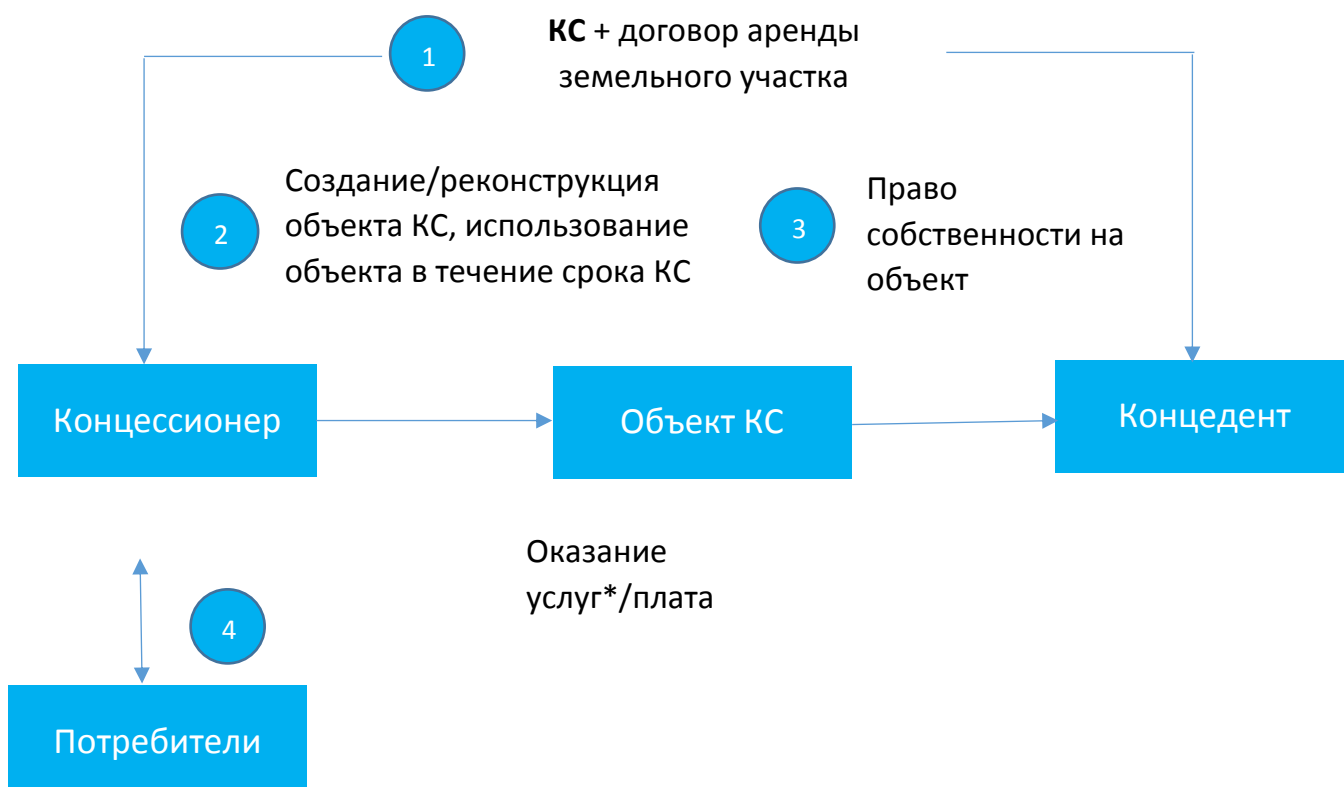 1
КС + договор аренды
земельного участка
2
Создание/реконструкция
объекта КС, использование
объекта в течение срока КС
3
Право
собственности на
объект
Концессионер
Объект КС
Концедент
Оказание
услуг*/плата
4
Потребители